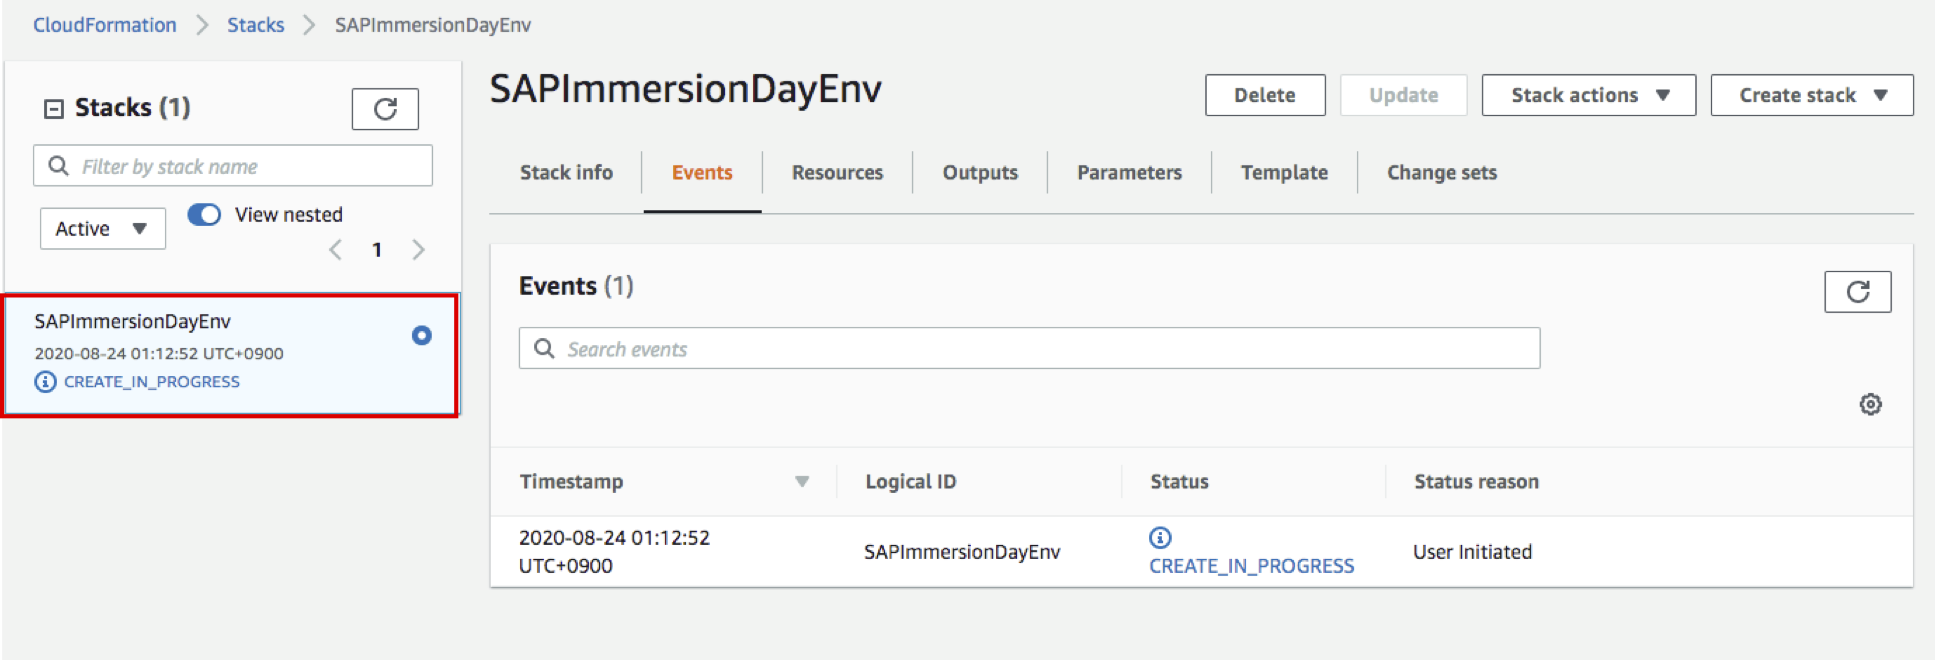 CloudFormation > Stacks > SAPImmersionDayEnv
Stacks (1)
Filter by stack name
Active
View nested
< 1 >
SAPImmersionDayEnv
2020-08-24 01:12:52 UTC+0900
CREATE_IN_PROGRESS
SAPImmersionDayEnv
Delete Update Stack actions Create stack
Stack info Events Resources Outputs Parameters Template Change sets
Events (1)
Search events
Timestamp Logical ID Status Status reason
2020-08-24 01:12:52
UTC+0900
SAPImmersionDayEnv
CREATE_IN_PROGRESS
User Initiated